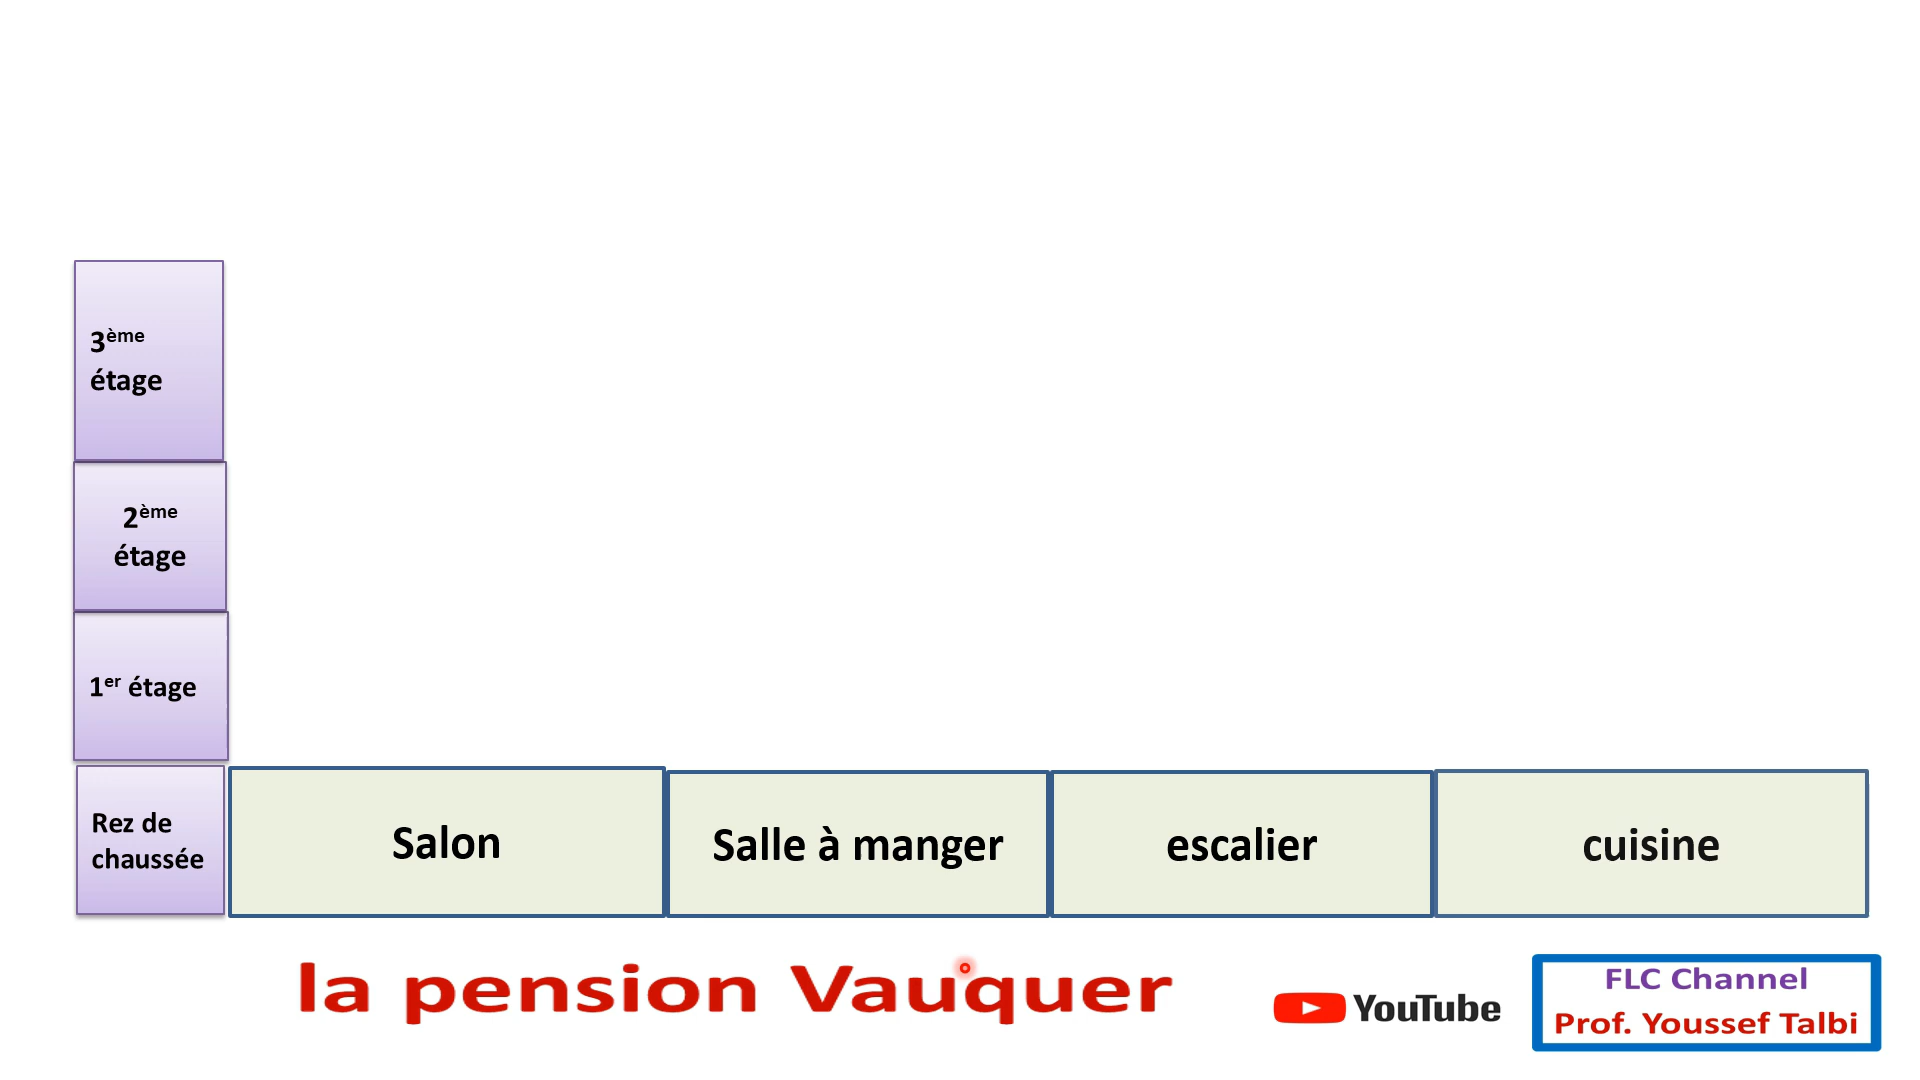 3ème
étage
2ème
étage
1er étage
Rez de
chaussée
Salon
Salle à manger
escalier
cuisine
la pension Vauquer
YouTube
FLC Channel
Prof. Youssef Talbi